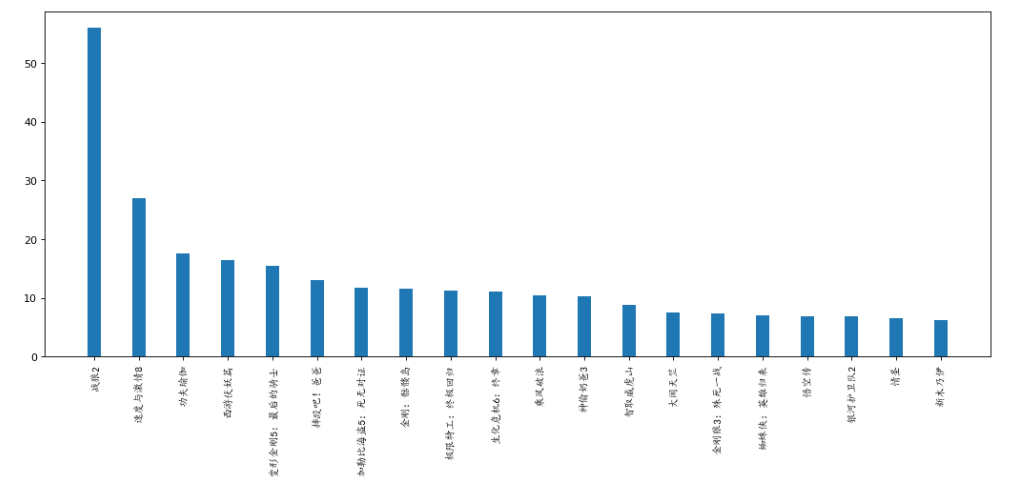 50
40
30
20
10
0
战狼2
速度与激情8
功夫瑜伽
西游伏妖篇
变形金刚5：最后的骑士
摔跤吧！爸爸
加勒比海盗5：死无对证
金刚：骷髅岛
极限特工：终极回归
生化危机6：终章
乘风破浪
神偷奶爸3
智取威虎山
大闹天竺
金刚狼3：殊死一战
蜘蛛侠：英雄归来
悟空传
银河护卫队2
情圣
新木乃伊